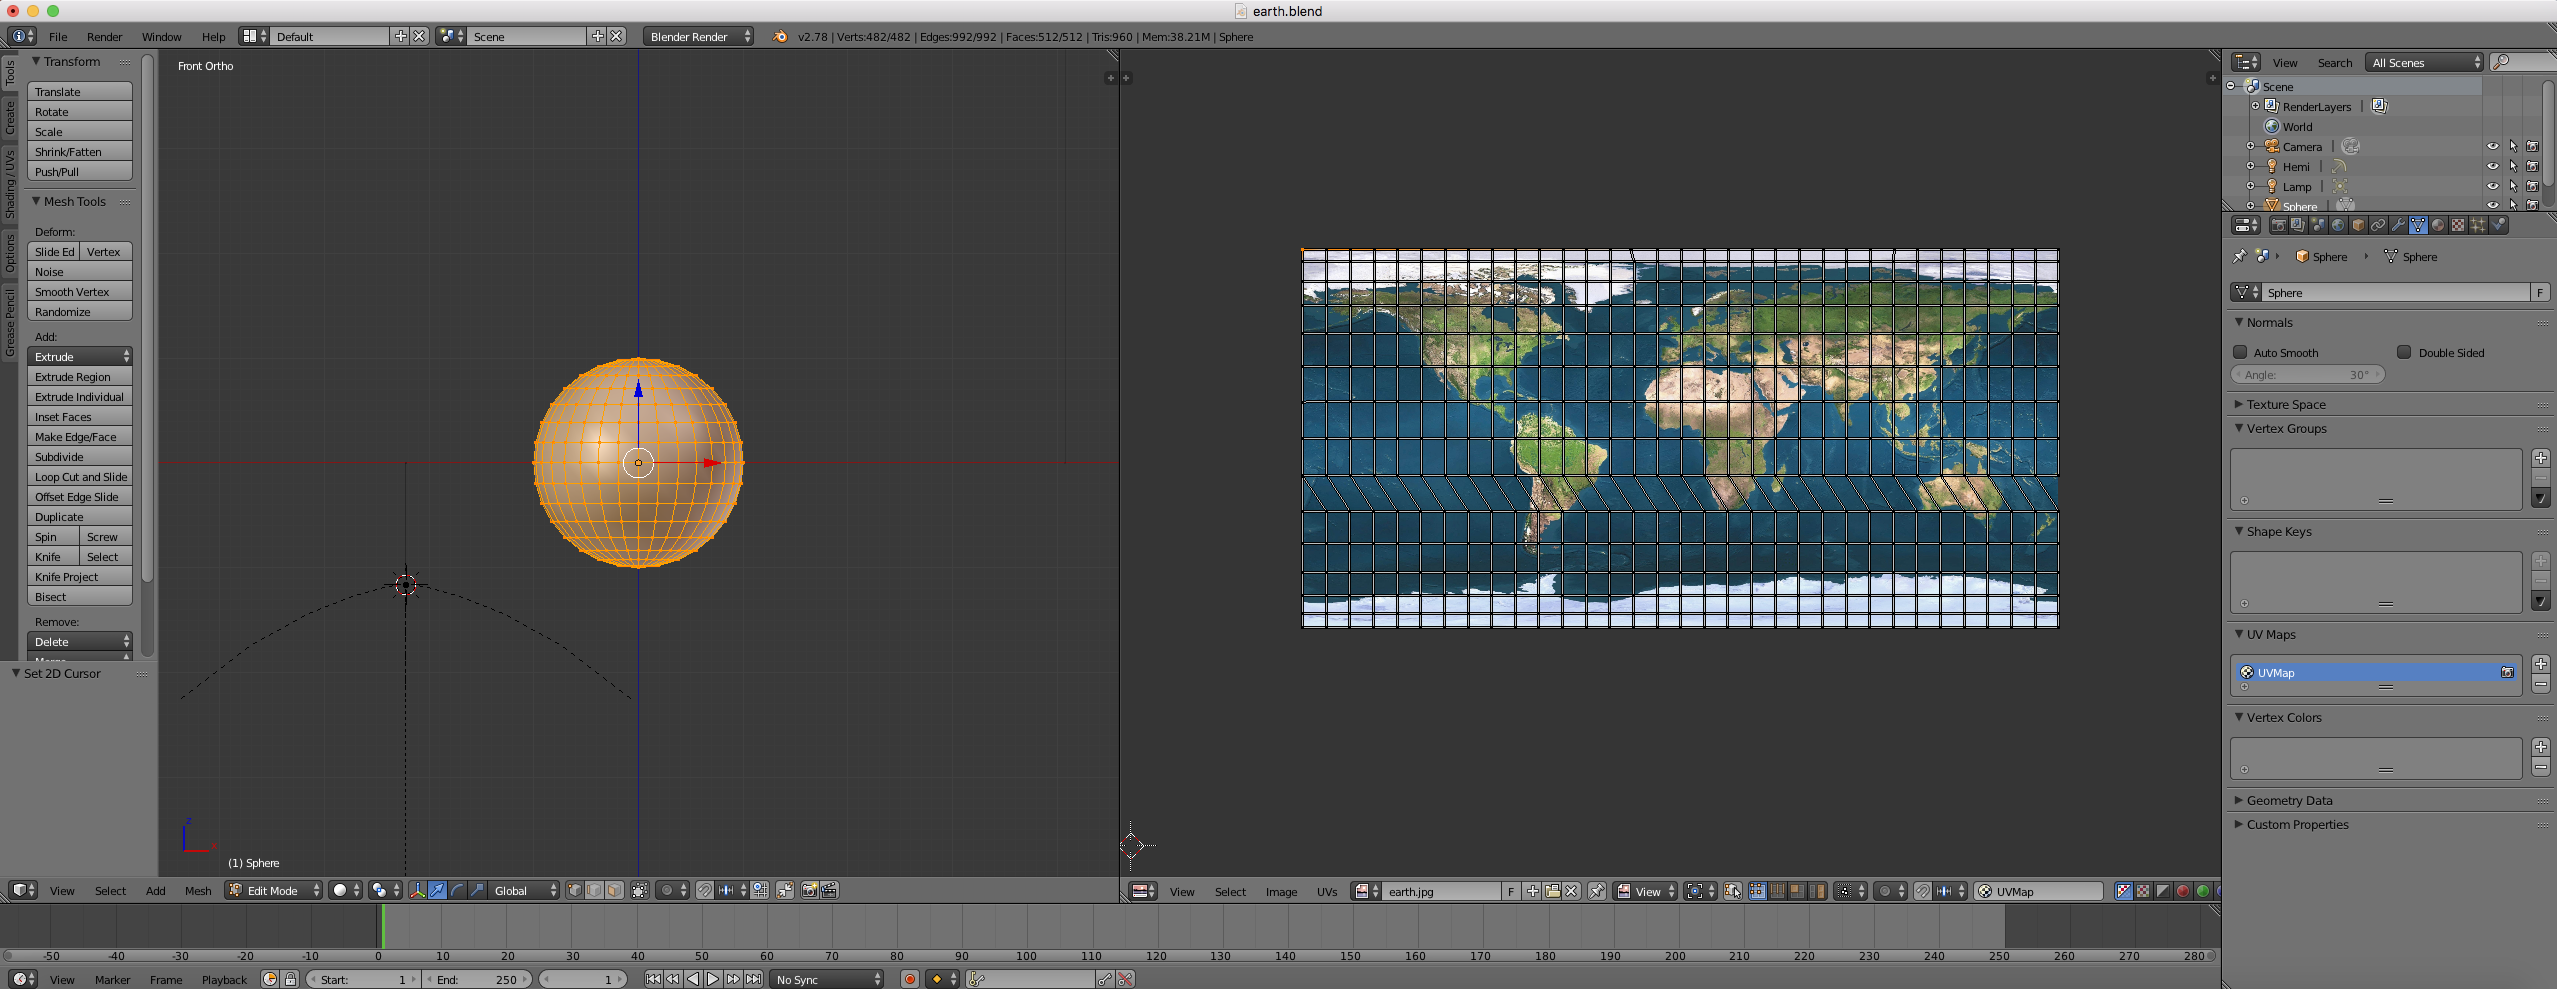 earth.blend
File Render Window Help Default Scene Blender Render v2.78 | Verts:482/482 | Edges:992/992 | Faces:512/512 | Tris:960 | Mem:38.21M | Sphere
Tools
Create
Shading / UVs
Options
Grease Pencil
Transform
Translate
Rotate
Scale
Shrink/Fatten
Push/Pull
Mesh Tools
Deform:
Slide Ed Vertex
Noise
Smooth Vertex
Randomize
Add:
Extrude
Extrude Region
Extrude Individual
Inset Faces
Make Edge/Face
Subdivide
Loop Cut and Slide
Offset Edge Slide
Duplicate
Spin Screw
Knife Select
Knife Project
Bisect
Remove:
Delete
Set 2D Cursor
Front Ortho
z
(1) Sphere
View Select Add Mesh Edit Mode Global
View Select Image UVs earth.jpg F View UVMap
View Search All Scenes
Scene
RenderLayers |
World
Camera |
Hemi |
Lamp |
Sphere |
Sphere Sphere
Sphere F
Normals
Auto Smooth Double Sided
Angle: 30°
Texture Space
Vertex Groups
Shape Keys
UV Maps
UVMap
Vertex Colors
Geometry Data
Custom Properties
-50 -40 -30 -20 -10 0 10 20 30 40 50 60 70 80 90 100 110 120 130 140 150 160 170 180 190 200 210 220 230 240 250 260 270 280
View Marker Frame Playback Start: 1 End: 250 1 No Sync